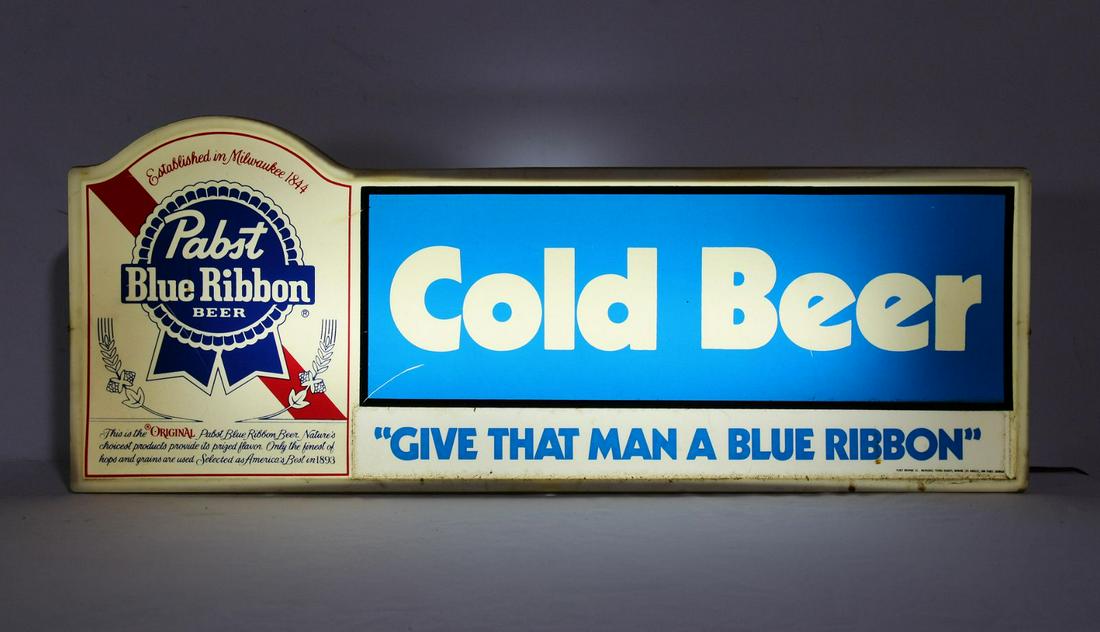 Established in Milwaukee 1844
Pabst
Blue Ribbon
BEER
®
This is the ORIGINAL Pabst Blue Ribbon Beer. Nature's
choicest products provide its prized flavor. Only the finest of
hops and grains are used. Selected as America's Best in 1893
Cold Beer
"GIVE THAT MAN A BLUE RIBBON"